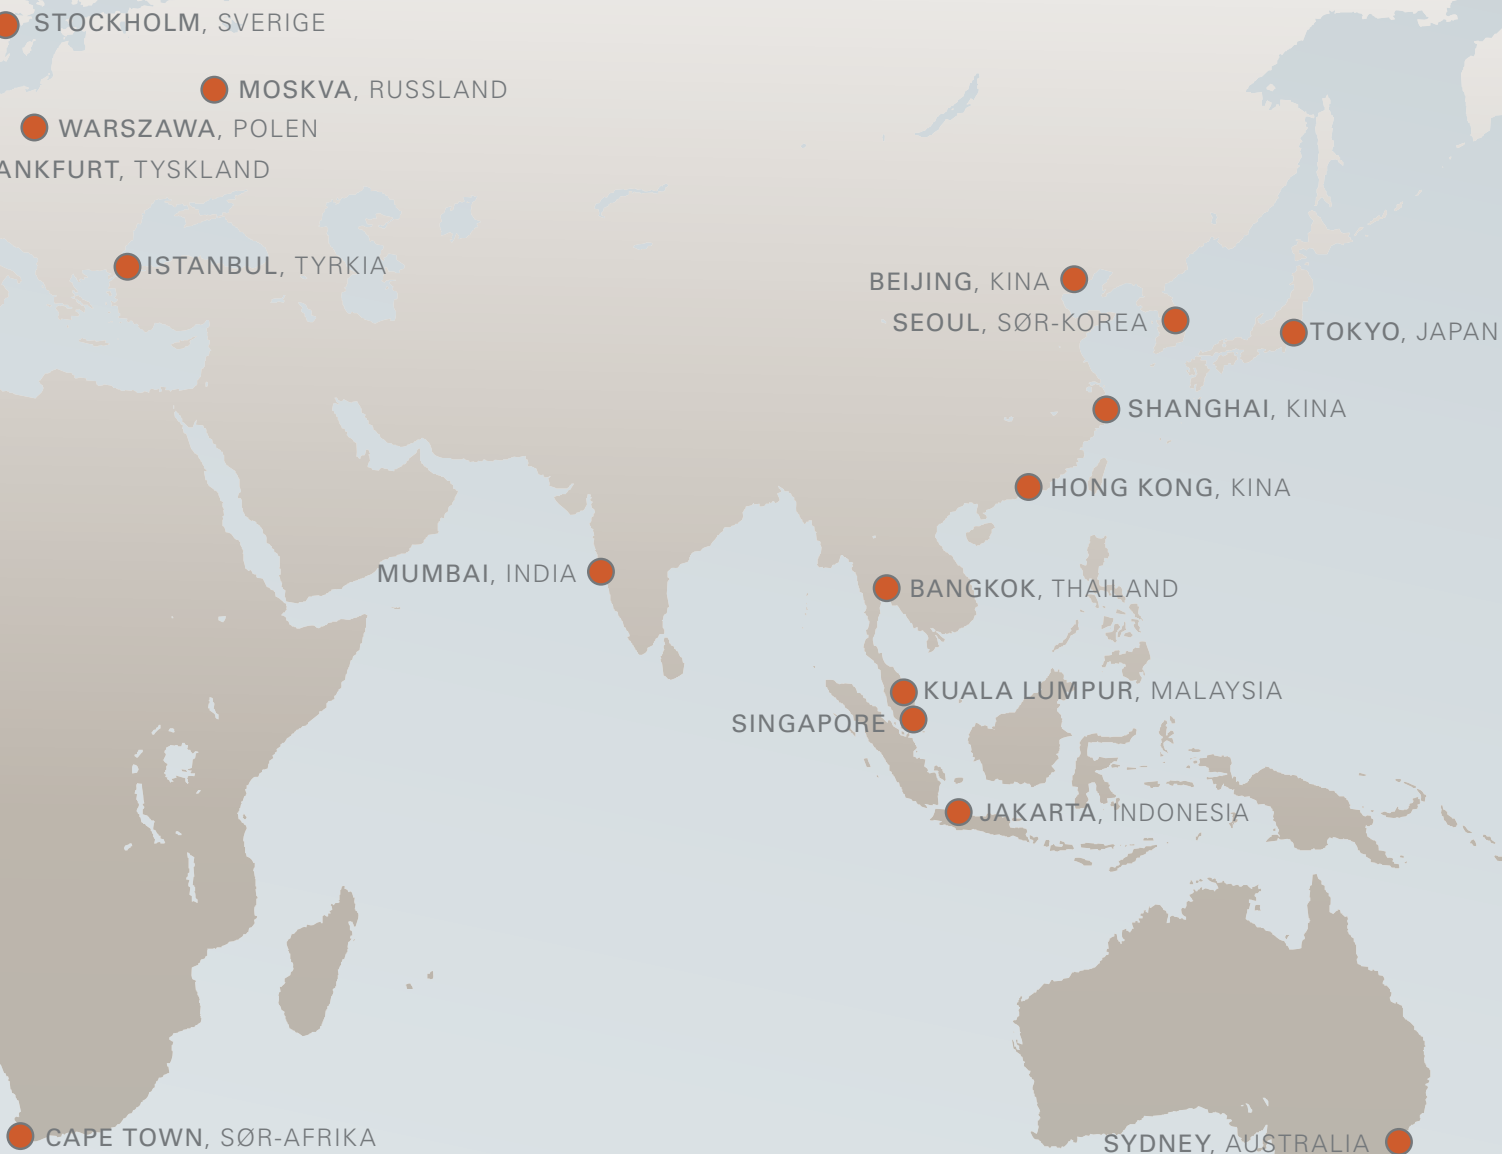 STOCKHOLM, SVERIGE
MOSKVA, RUSSLAND
WARSZAWA, POLEN
ANKFURT, TYSKLAND
ISTANBUL, TYRKIA
BEIJING, KINA
SEOUL, SØR-KOREA
TOKYO, JAPAN
SHANGHAI, KINA
HONG KONG, KINA
MUMBAI, INDIA
BANGKOK, THAILAND
KUALA LUMPUR, MALAYSIA
SINGAPORE
JAKARTA, INDONESIA
CAPE TOWN, SØR-AFRIKA
SYDNEY, AUSTRALIA